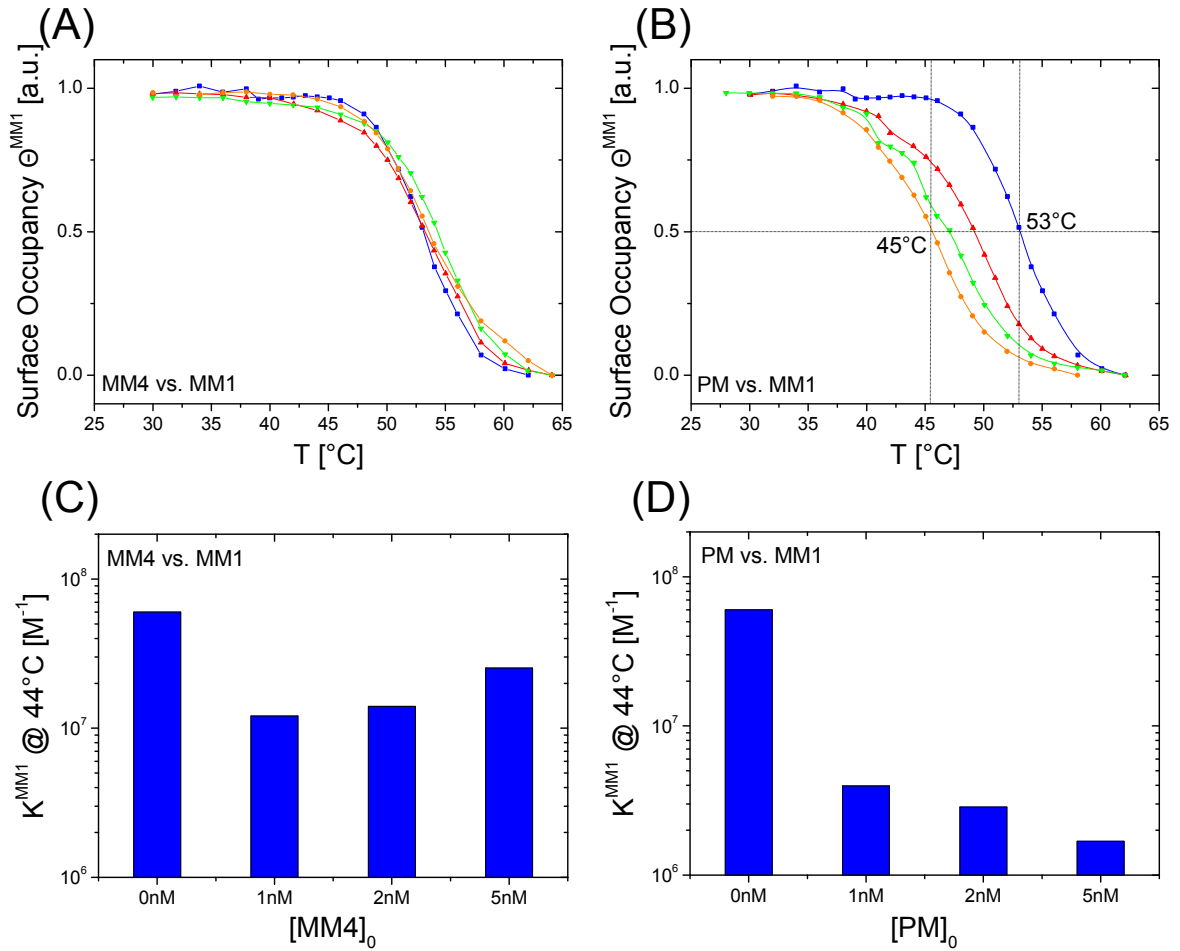 (A)
Surface Occupancy Θ^MM1 [a.u.]
1.0
0.5
0.0
MM4 vs. MM1
25 30 35 40 45 50 55 60 65
T [°C]
(B)
Surface Occupancy Θ^MM1 [a.u.]
1.0
0.5
0.0
53°C
45°C
PM vs. MM1
25 30 35 40 45 50 55 60 65
T [°C]
(C)
MM4 vs. MM1
K^MM1 @ 44°C [M^-1]
10^8
10^7
10^6
0nM 1nM 2nM 5nM
[MM4]_0
(D)
PM vs. MM1
K^MM1 @ 44°C [M^-1]
10^8
10^7
10^6
0nM 1nM 2nM 5nM
[PM]_0